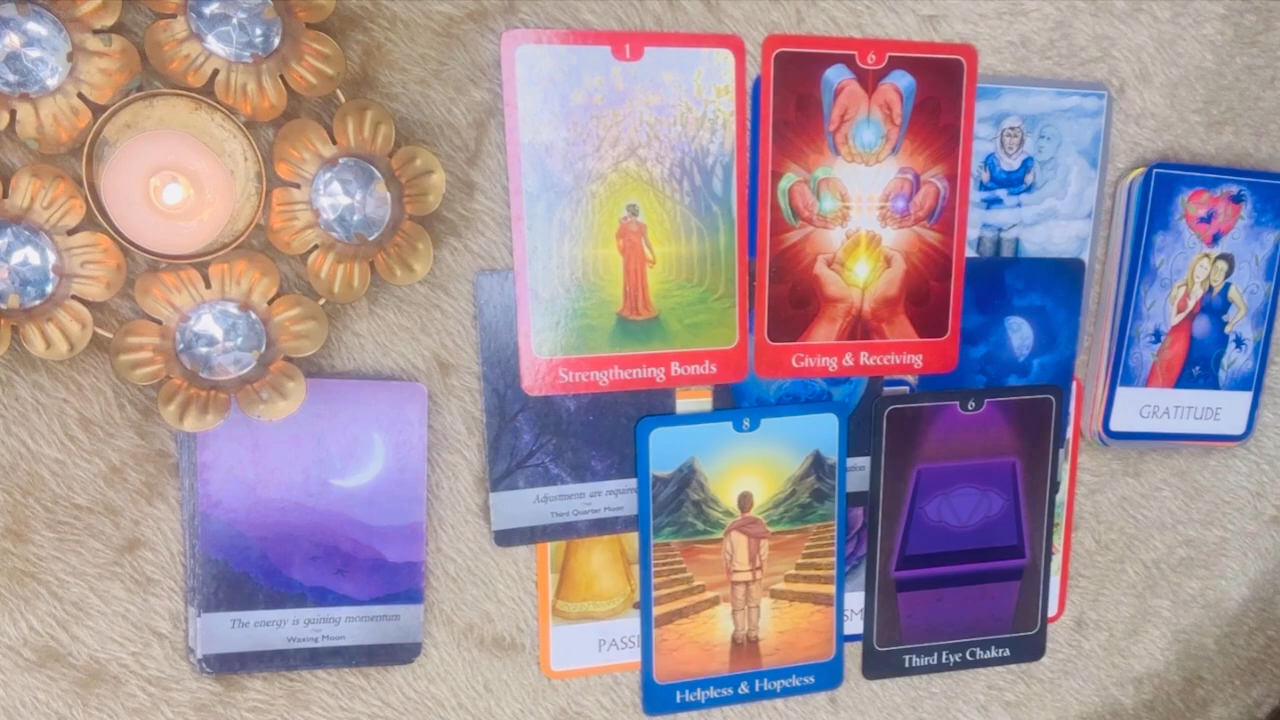 1
Strengthening Bonds
6
Giving & Receiving
GRATITUDE
Adjustments are required
Third Quarter Moon
The energy is gaining momentum
Waxing Moon
PASSI
8
Helpless & Hopeless
6
Third Eye Chakra